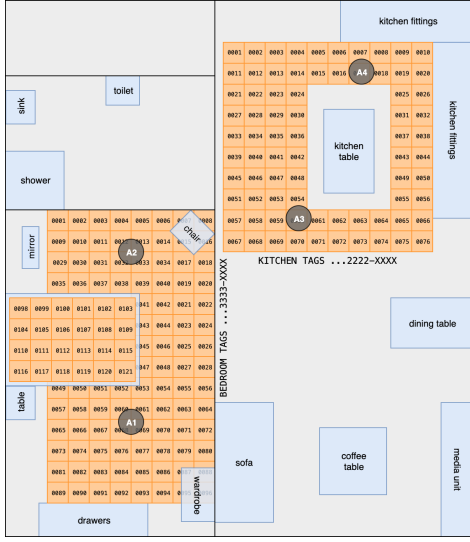 kitchen fittings
0001 0002 0003 0004 0005 0006 0007 0008 0009 0010
0011 0012 0013 0014 0015 0016 A4 0018 0019 0020
0021 0022 0023 0024 0025 0026
0027 0028 0029 0030 0031 0032
0033 0034 0035 0036 0037 0038
0039 0040 0041 0042 0043 0044
0045 0046 0047 0048 0049 0050
0051 0052 0053 0054 0055 0056
0057 0058 0059 A3 0061 0062 0063 0064 0065 0066
0067 0068 0069 0070 0071 0072 0073 0074 0075 0076
kitchen
table
kitchen fittings
KITCHEN TAGS ...2222-XXXX
toilet
sink
shower
mirror
chair
0001 0002 0003 0004 0005 0006 0008
0009 0010 0011 A2 0013 0014 0016
0029 0030 0031 0033 0034 0017 0018
0035 0036 0037 0038 0039 0040 0019 0020
0042 0021 0022
0044 0023 0024
0046 0025 0026
0048 0027 0028
0098 0099 0100 0101 0102 0103
0104 0105 0106 0107 0108 0109
0110 0111 0112 0113 0114 0115
0116 0117 0118 0119 0120 0121
0049 0050 0051 0052 0053 0054 0055 0056
0057 0058 0059 0060 0061 0062 0063 0064
0065 0066 0067 A1 0069 0070 0071 0072
0073 0074 0075 0076 0077 0078 0079 0080
0081 0082 0083 0084 0085 0086
0089 0090 0091 0092 0093 0094
BEDROOM TAGS ...3333-XXXX
table
wardrobe
drawers
dining table
sofa
coffee
table
media unit